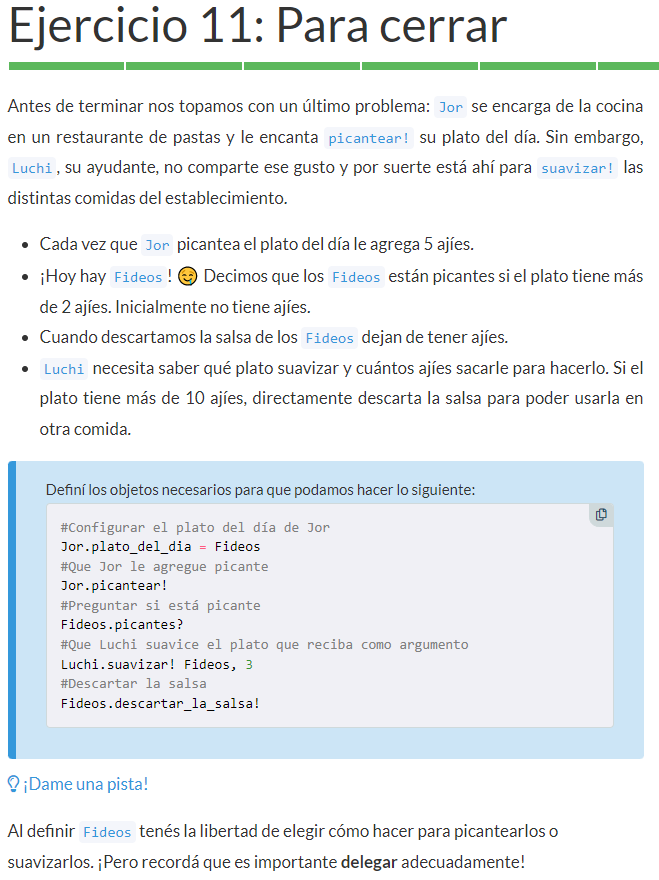 Ejercicio 11: Para cerrar
Antes de terminar nos topamos con un último problema: Jor se encarga de la cocina
en un restaurante de pastas y le encanta picantear! su plato del día. Sin embargo,
Luchi , su ayudante, no comparte ese gusto y por suerte está ahí para suavizar! las
distintas comidas del establecimiento.
• Cada vez que Jor picantea el plato del día le agrega 5 ajíes.
• ¡Hoy hay Fideos ! 🤤 Decimos que los Fideos están picantes si el plato tiene más
de 2 ajíes. Inicialmente no tiene ajíes.
• Cuando descartamos la salsa de los Fideos dejan de tener ajíes.
• Luchi necesita saber qué plato suavizar y cuántos ajíes sacarle para hacerlo. Si el
plato tiene más de 10 ajíes, directamente descarta la salsa para poder usarla en
otra comida.
Definí los objetos necesarios para que podamos hacer lo siguiente:
#Configurar el plato del día de Jor
Jor.plato_del_dia = Fideos
#Que Jor le agregue picante
Jor.picantear!
#Preguntar si está picante
Fideos.picantes?
#Que Luchi suavice el plato que reciba como argumento
Luchi.suavizar! Fideos, 3
#Descartar la salsa
Fideos.descartar_la_salsa!
¡Dame una pista!
Al definir Fideos tenés la libertad de elegir cómo hacer para picantearlos o
suavizarlos. ¡Pero recordá que es importante delegar adecuadamente!